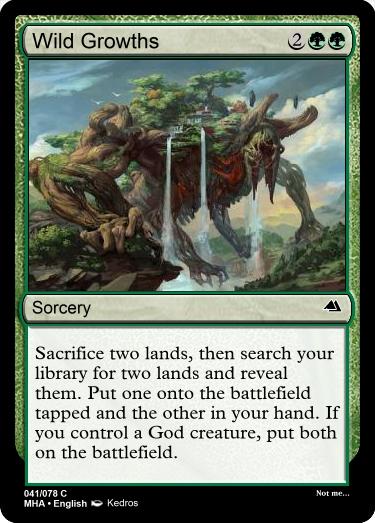 Wild Growths 2
Sorcery
Sacrifice two lands, then search your
library for two lands and reveal
them. Put one onto the battlefield
tapped and the other in your hand. If
you control a God creature, put both
on the battlefield.
041/078 C
MHA • English Kedros
Not me...